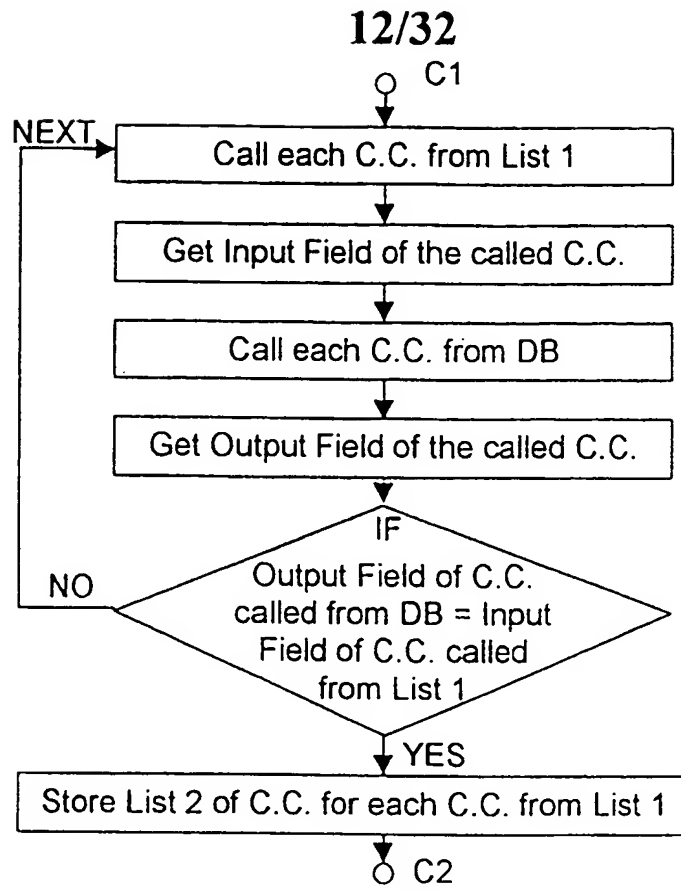 12/32
C1
NEXT
Call each C.C. from List 1
Get Input Field of the called C.C.
Call each C.C. from DB
Get Output Field of the called C.C.
IF
NO
Output Field of C.C.
called from DB = Input
Field of C.C. called
from List 1
YES
Store List 2 of C.C. for each C.C. from List 1
C2